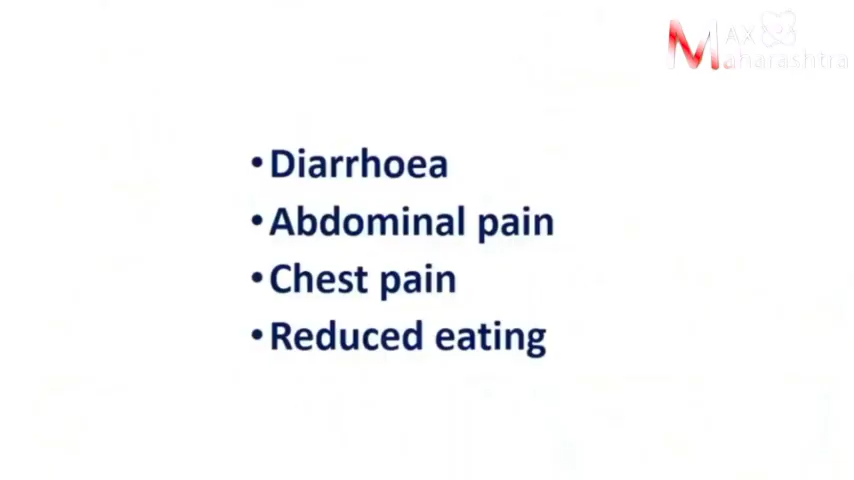 MAX
Maharashtra
• Diarrhoea
• Abdominal pain
• Chest pain
• Reduced eating